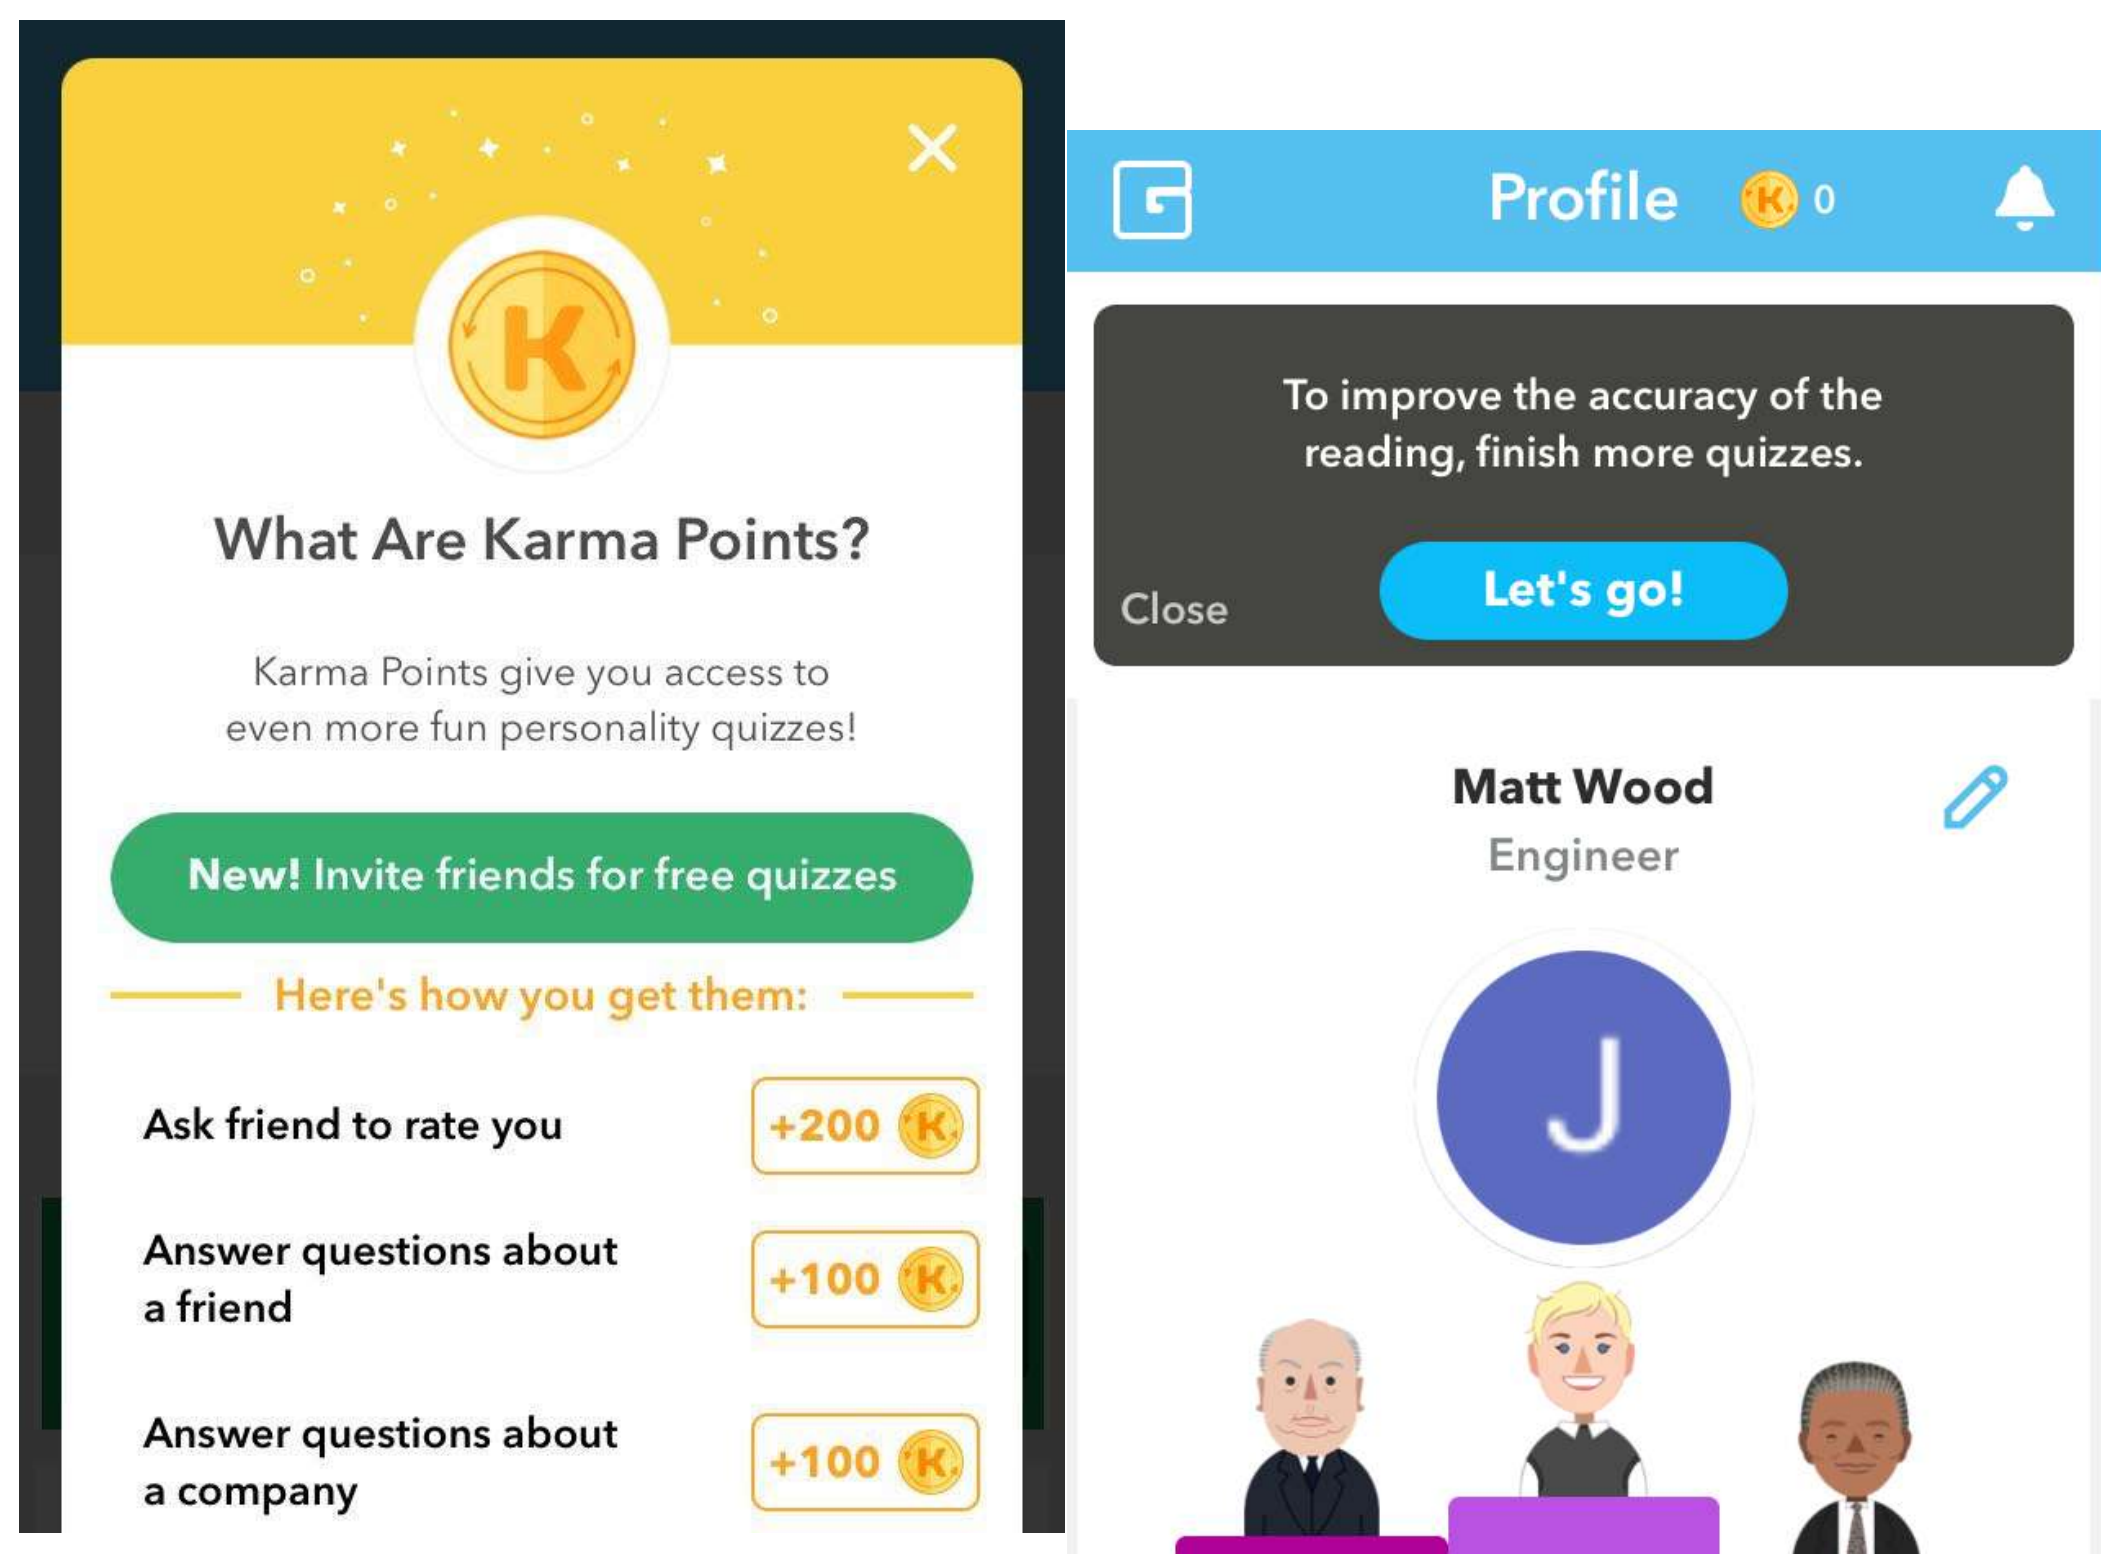 K
What Are Karma Points?
Karma Points give you access to
even more fun personality quizzes!
New! Invite friends for free quizzes
Here's how you get them:
Ask friend to rate you
+200 K
Answer questions about
a friend
+100 K
Answer questions about
a company
+100 K
G
Profile K 0
To improve the accuracy of the
reading, finish more quizzes.
Let's go!
Close
Matt Wood
Engineer
J